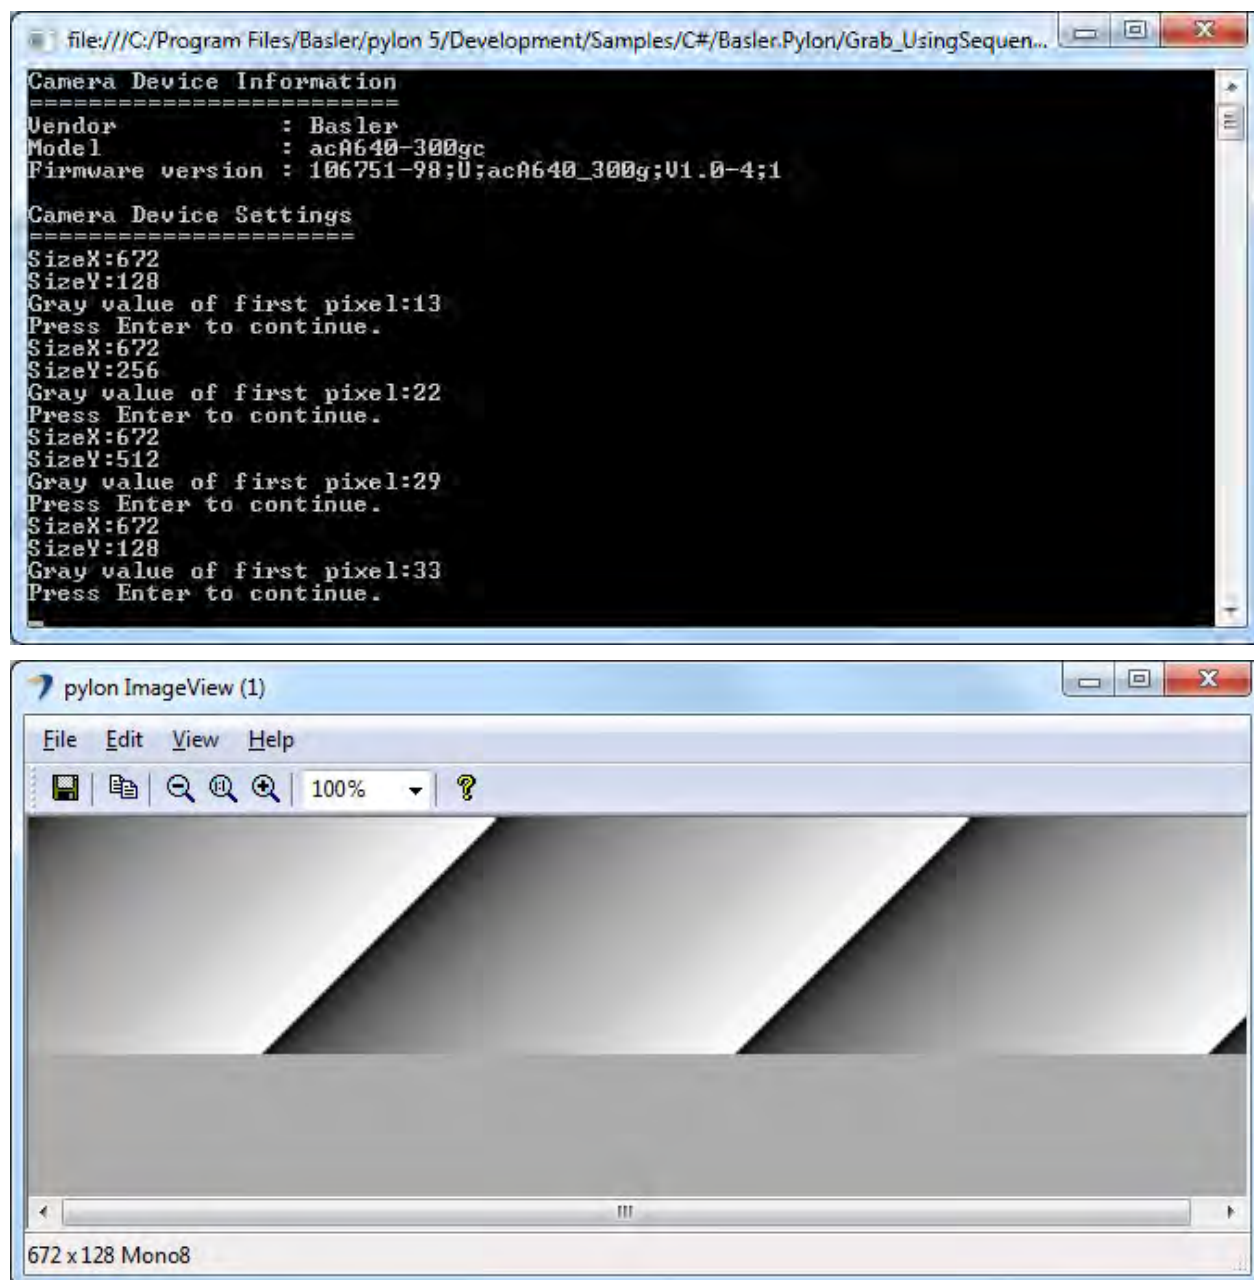 file:///C:/Program Files/Basler/pylon 5/Development/Samples/C#/Basler.Pylon/Grab_UsingSequen...
Camera Device Information
==========================
Vendor           : Basler
Model            : acA640-300gc
Firmware version : 106751-98;U;acA640_300g;V1.0-4;1
Camera Device Settings
======================
SizeX:672
SizeY:128
Gray value of first pixel:13
Press Enter to continue.
SizeX:672
SizeY:256
Gray value of first pixel:22
Press Enter to continue.
SizeX:672
SizeY:512
Gray value of first pixel:29
Press Enter to continue.
SizeX:672
SizeY:128
Gray value of first pixel:33
Press Enter to continue.
pylon ImageView (1)
File Edit View Help
100%
672 x 128 Mono8